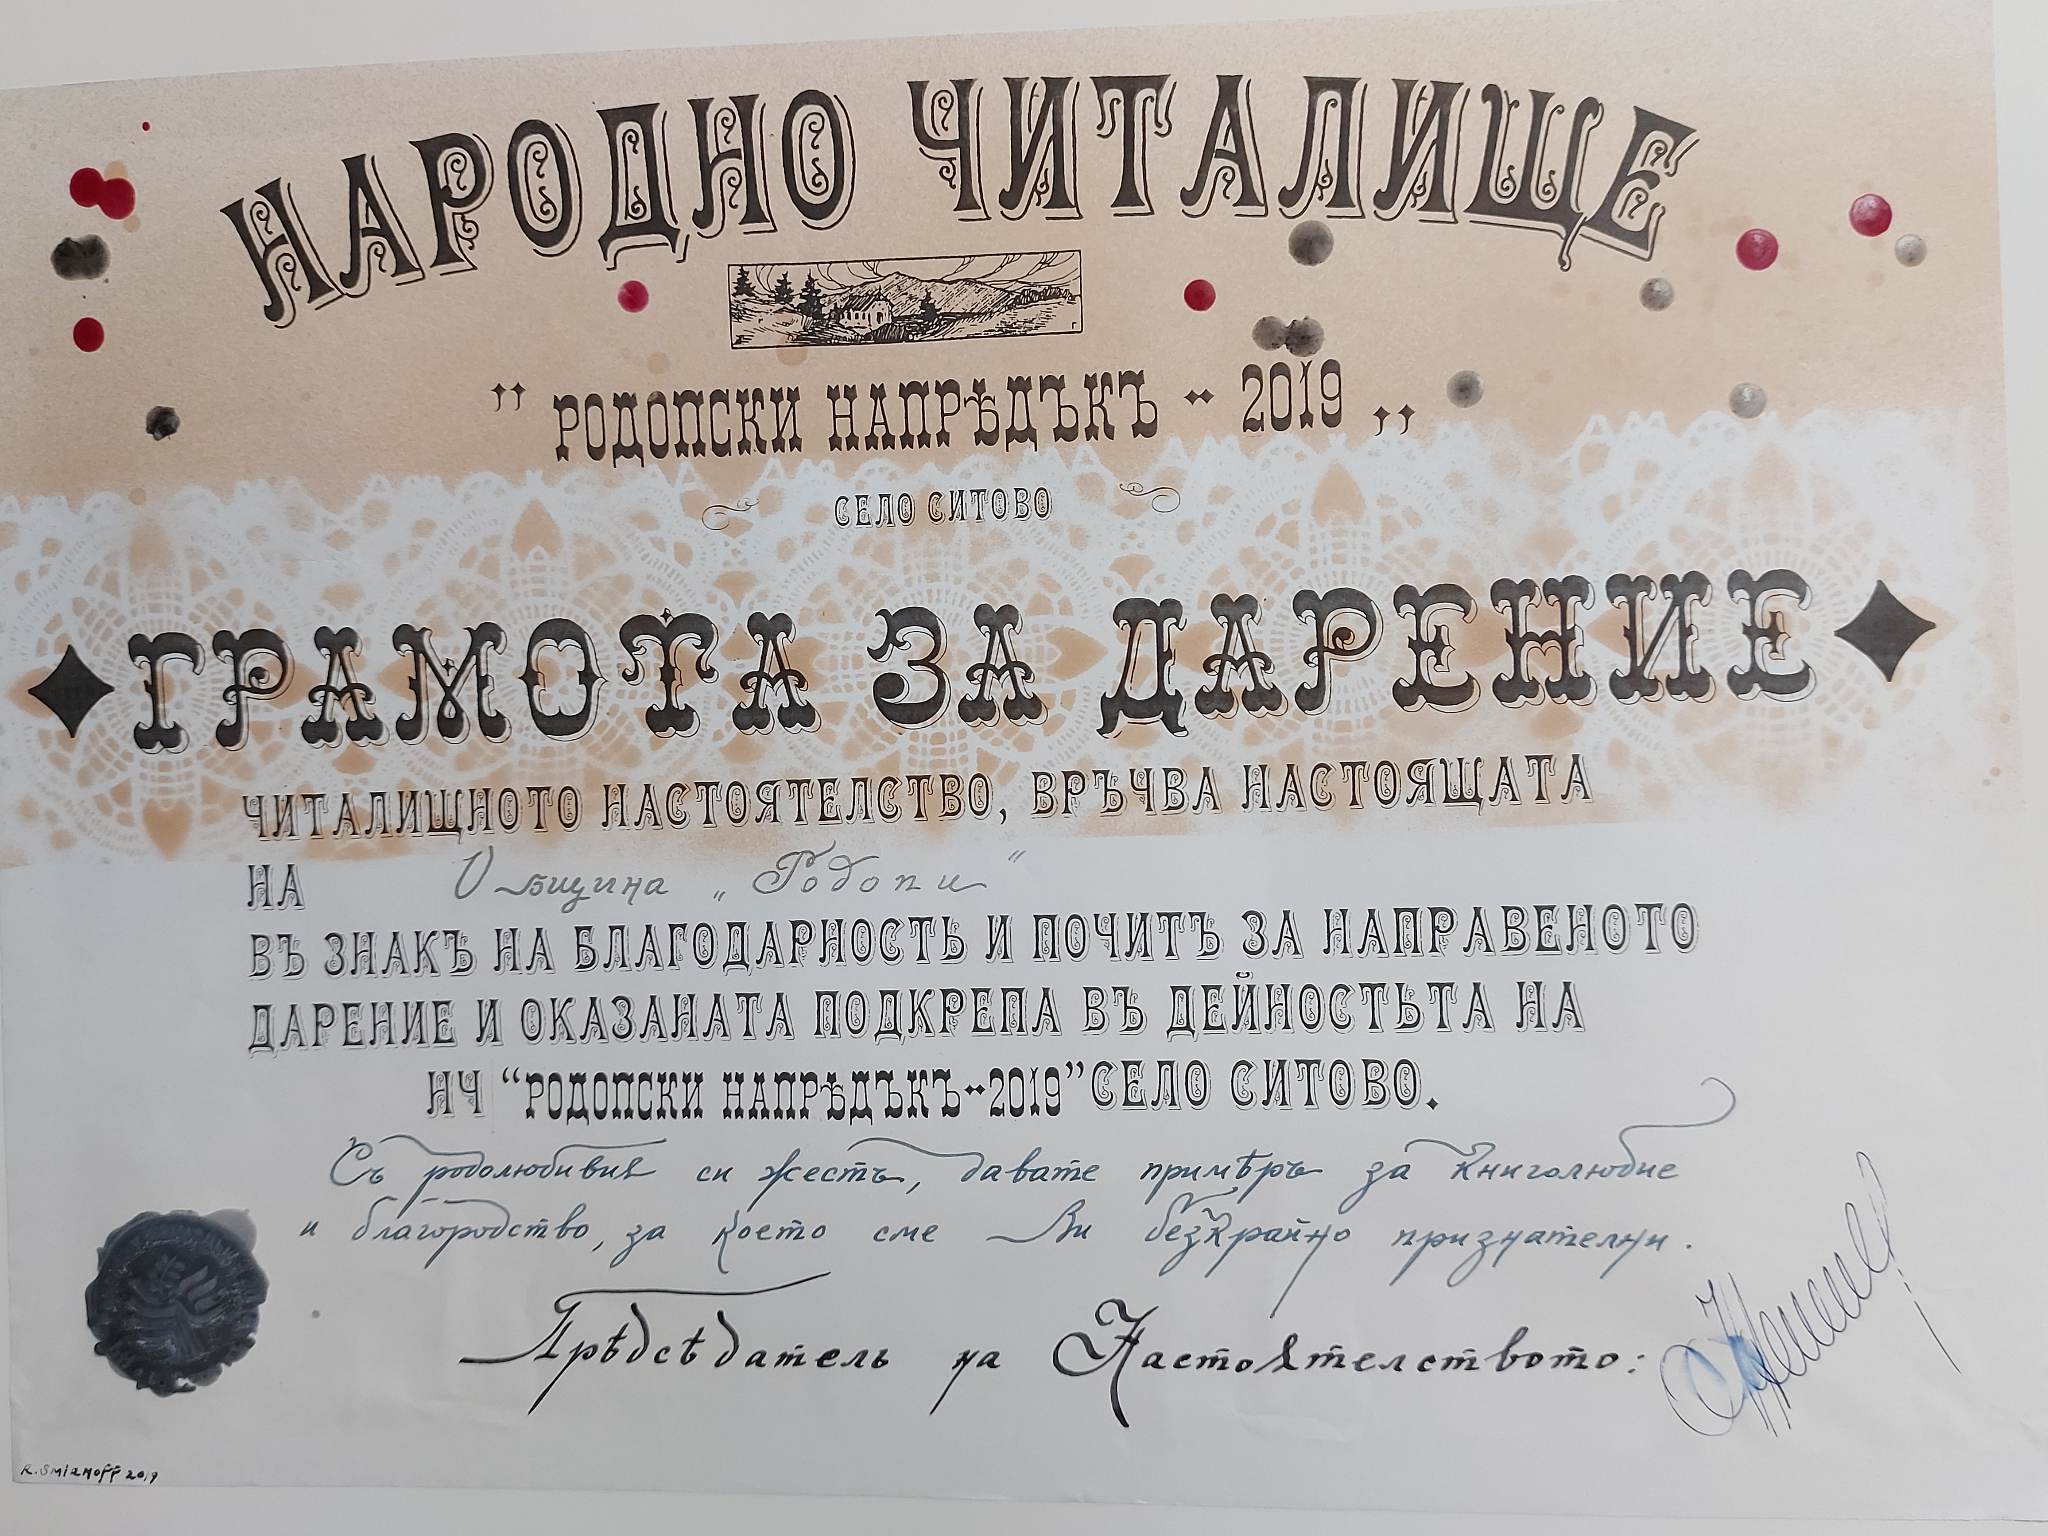 НАРОДНО ЧИТАЛИЩЕ
,, РОДОПСКИ НАПРѢДЪКЪ - 2019 ,,
СЕЛО СИТОВО
ГРАМОТА ЗА ДАРЕНИЕ
ЧИТАЛИЩНОТО НАСТОЯТЕЛСТВО, ВРЪЧВА НАСТОЯЩАТА
НА Община „Родопи“
ВЪ ЗНАКЪ НА БЛАГОДАРНОСТЬ И ПОЧИТЪ ЗА НАПРАВЕНОТО
ДАРЕНИЕ И ОКАЗАНАТА ПОДКРЕПА ВЪ ДЕЙНОСТЬТА НА
НЧ “РОДОПСКИ НАПРѢДЪКЪ-2019” СЕЛО СИТОВО.
Съ родолюбивия си жестъ, давате примѣръ за книголюбие
и благородство, за което сме Ви безкрайно признателни.
Прѣдсѣдатель на Настоятелството:
R. SMIRNOFF 2019